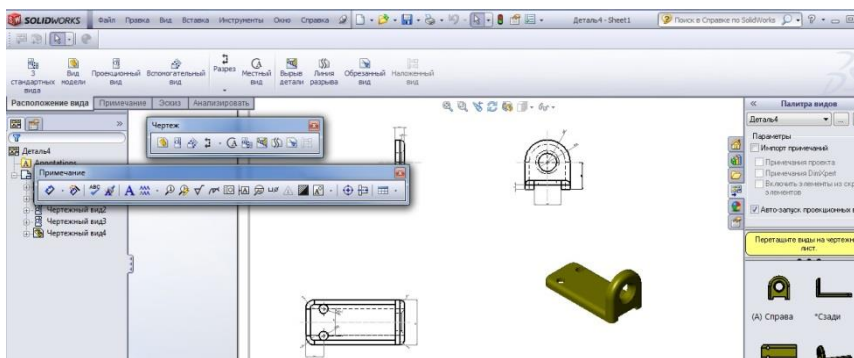 SOLIDWORKS Файл Правка Вид Вставка Инструменты Окно Справка Деталь4 - Sheet1 Поиск в Справке по SolidWorks
3 стандартных вида
Вид модели
Проекционный вид
Вспомогательный вид
Разрез
Местный вид
Вырыв детали
Линия разрыва
Обрезанный вид
Наложенный вид
Расположение вида Примечание Эскиз Анализировать
Чертеж
Деталь4
Annotations
Примечание
Чертежный вид2
Чертежный вид3
Чертежный вид4
Палитра видов
Деталь4
Параметры
Импорт примечаний
Примечания проекта
Примечания DimXpert
Включить элементы из
элементов
Авто-запуск проекционных
Перетащите виды на
лист.
(A) Справа *Сзади